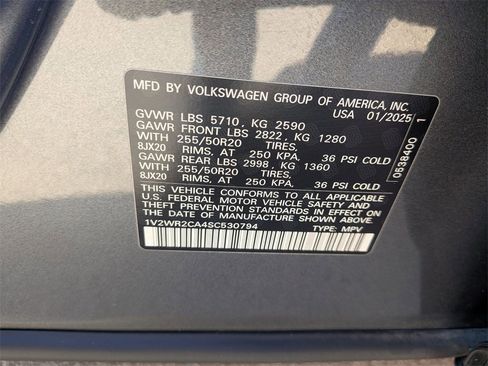 MFD BY VOLKSWAGEN GROUP OF AMERICA, INC.
USA 01/2025
GVWR LBS 5710, KG 2590
GAWR FRONT LBS 2822, KG 1280
WITH 255/50R20 TIRES,
8JX20 RIMS, AT 250 KPA, 36 PSI COLD
GAWR REAR LBS 2998, KG 1360
WITH 255/50R20 TIRES,
8JX20 RIMS, AT 250 KPA, 36 PSI COLD
THIS VEHICLE CONFORMS TO ALL APPLICABLE
U.S. FEDERAL MOTOR VEHICLE SAFETY AND
THEFT PREVENTION STANDARDS IN EFFECT ON
THE DATE OF MANUFACTURE SHOWN ABOVE.
1V2WR2CA4SC530794 TYPE: MPV
0638400 1